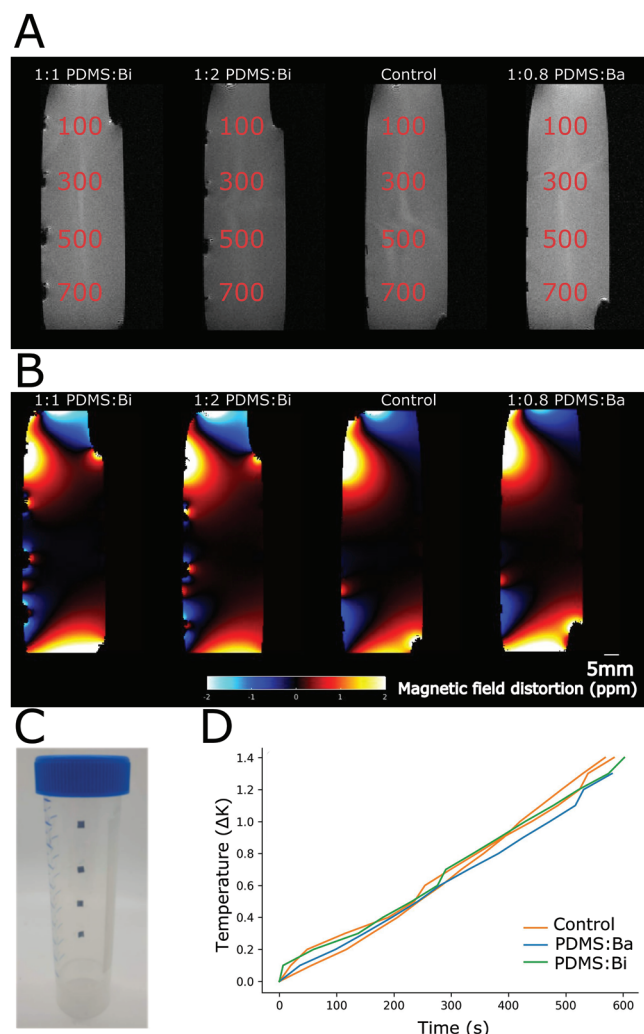 A
1:1 PDMS:Bi 1:2 PDMS:Bi Control 1:0.8 PDMS:Ba
100 100 100 100
300 300 300 300
500 500 500 500
700 700 700 700
B
1:1 PDMS:Bi 1:2 PDMS:Bi Control 1:0.8 PDMS:Ba
5mm
-2 -1 0 1 2
Magnetic field distortion (ppm)
C
D
Temperature (ΔK)
1.4
1.2
1.0
0.8
0.6
0.4
0.2
0.0
Control
PDMS:Ba
PDMS:Bi
0 100 200 300 400 500 600
Time (s)